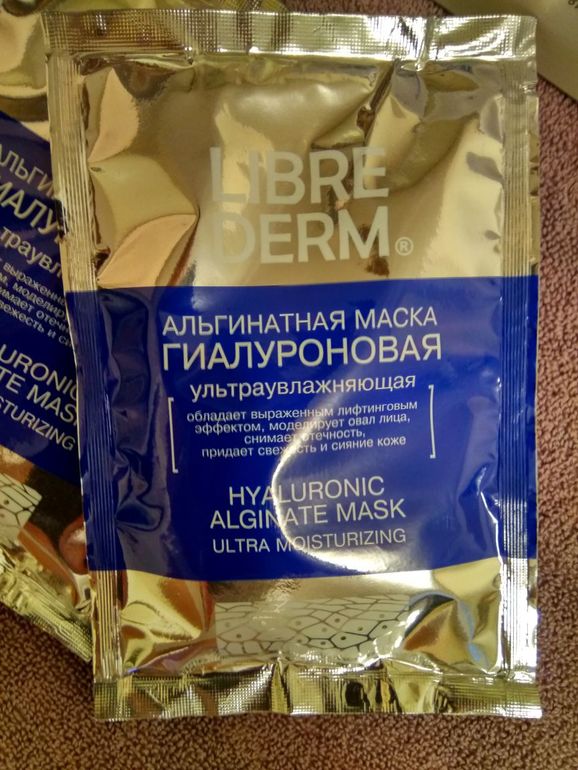 LIBRE
DERM®
АЛЬГИНАТНАЯ МАСКА
ГИАЛУРОНОВАЯ
ультраувлажняющая
обладает выраженным лифтинговым
эффектом, моделирует овал лица,
снимает отечность,
придает свежесть и сияние коже
HYALURONIC
ALGINATE MASK
ULTRA MOISTURIZING